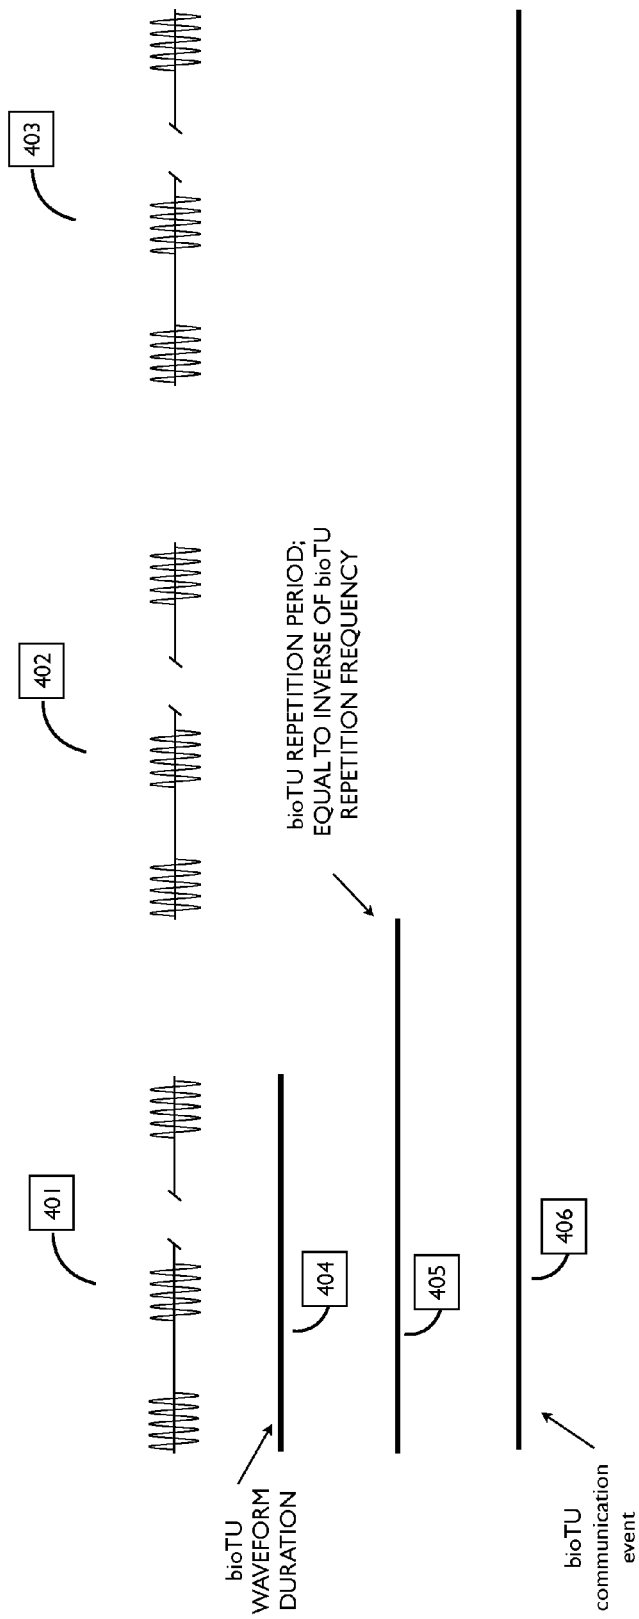 401
402
403
bioTU
WAVEFORM
DURATION
404
bioTU REPETITION PERIOD;
EQUAL TO INVERSE OF bioTU
REPETITION FREQUENCY
405
bioTU
communication
event
406